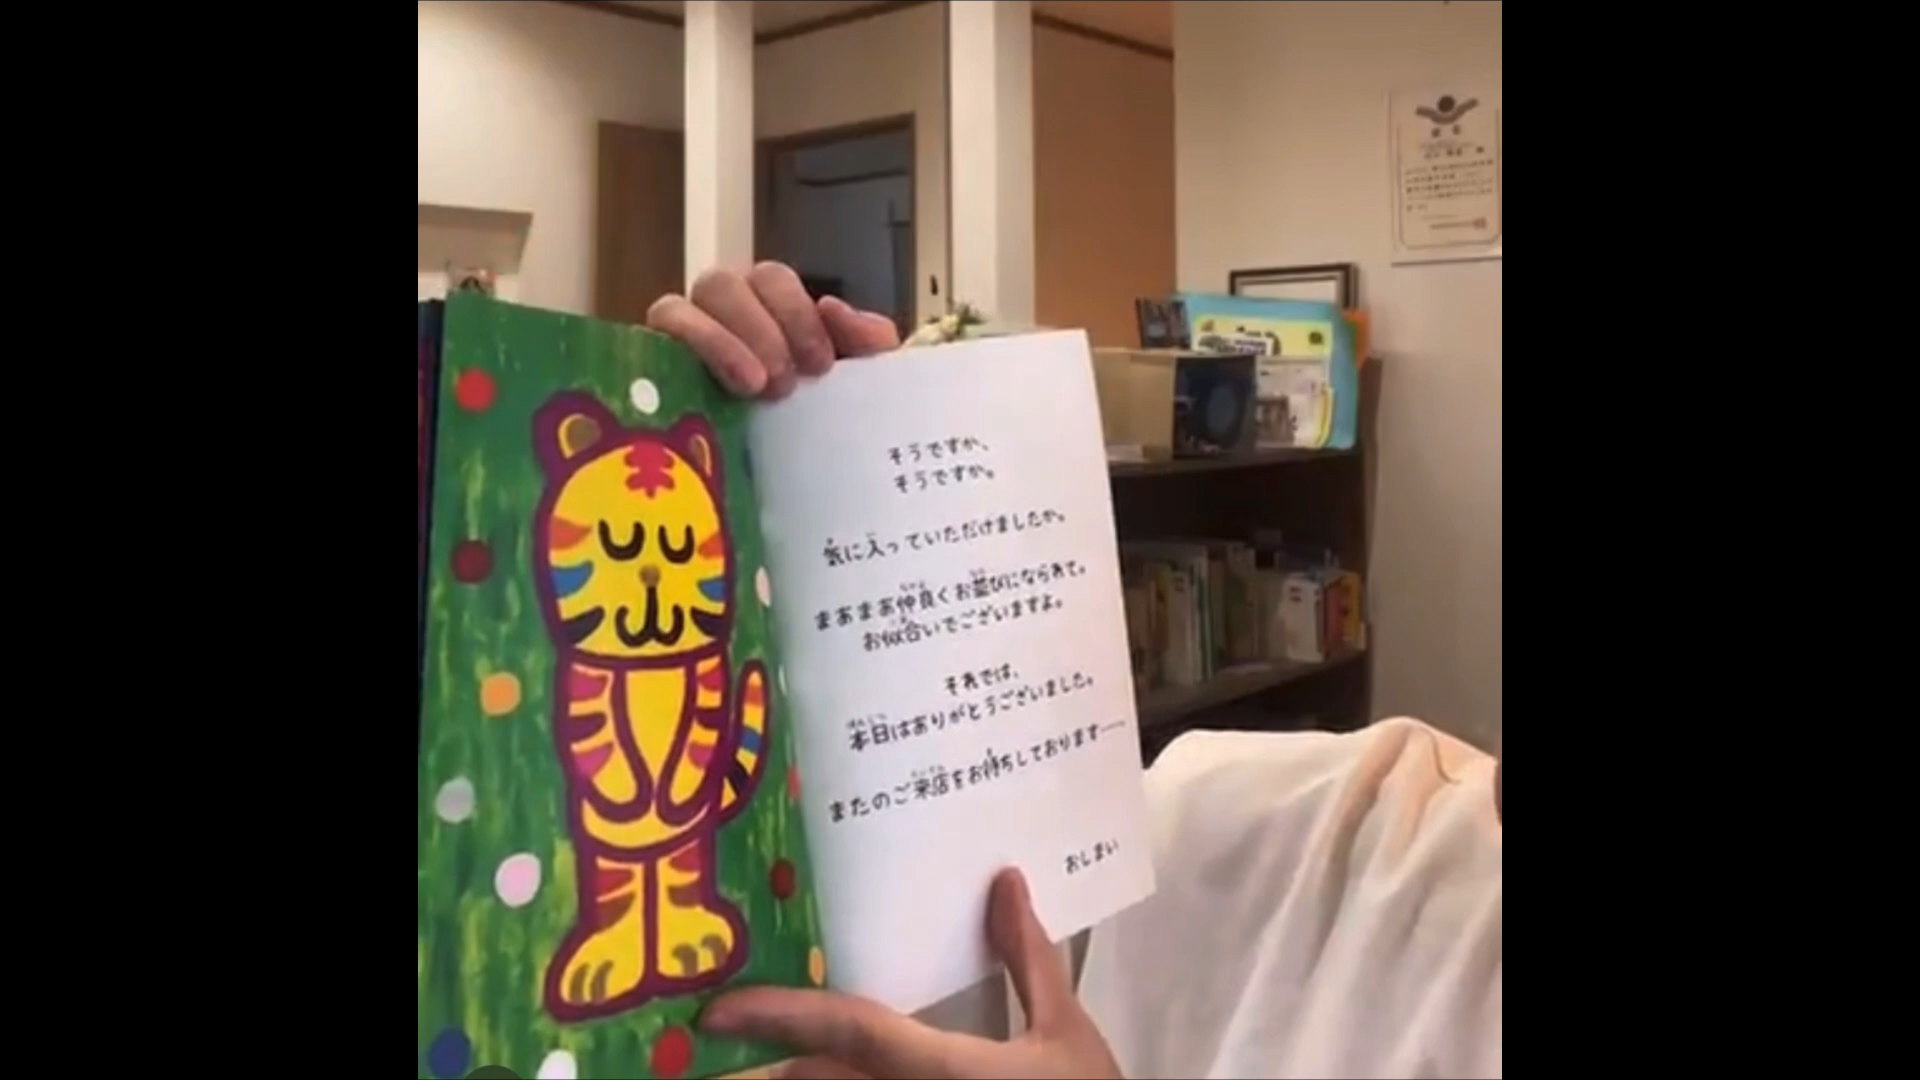 そうですか、
そうですか。
気に入っていただけましたか。
まあまあ仲良くお並びになられて。
お似合いでございますよ。
それでは、
本日はありがとうございました。
またのご来店をお待ちしております……
おしまい